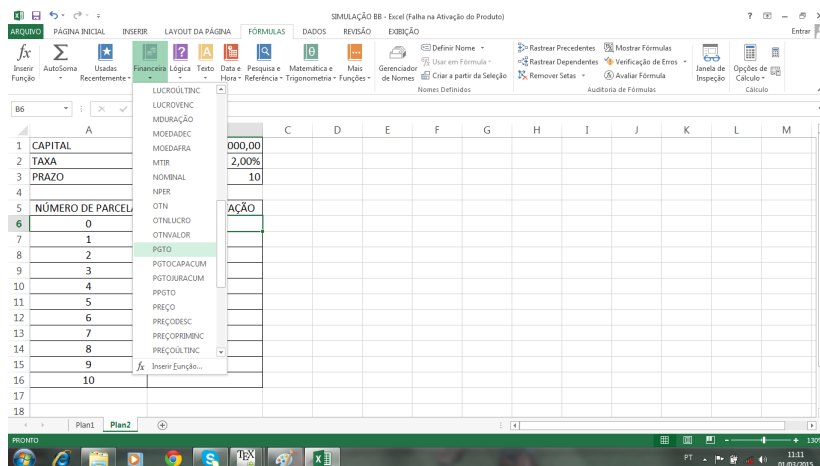 SIMULAÇÃO BB - Excel (Falha na Ativação do Produto)
ARQUIVO PÁGINA INICIAL INSERIR LAYOUT DA PÁGINA FÓRMULAS DADOS REVISÃO EXIBIÇÃO Entrar
Inserir Função
AutoSoma
Usadas Recentemente
Financeira
Lógica
Texto
Data e Hora
Pesquisa e Referência
Matemática e Trigonometria
Mais Funções
Gerenciador de Nomes
Definir Nome
Usar em Fórmula
Criar a partir da Seleção
Nomes Definidos
Rastrear Precedentes
Rastrear Dependentes
Remover Setas
Mostrar Fórmulas
Verificação de Erros
Avaliar Fórmula
Auditoria de Fórmulas
Janela de Inspeção
Opções de Cálculo
Cálculo
B6
LUCROÚLTINC
LUCROVENC
MDURAÇÃO
MOEDADEC
MOEDAFRA
MTIR
NOMINAL
NPER
OTN
OTNLUCRO
OTNVALOR
PGTO
PGTOCAPACUM
PGTOJURACUM
PPGTO
PREÇO
PREÇODESC
PREÇOPRIMINC
PREÇOÚLTINC
fx Inserir Função...
A C D E F G H I J K L M
1 CAPITAL 000,00
2 TAXA 2,00%
3 PRAZO 10
4
5 NÚMERO DE PARCELA AÇÃO
6 0
7 1
8 2
9 3
10 4
11 5
12 6
13 7
14 8
15 9
16 10
17
18
Plan1 Plan2
PRONTO 130%
PT 11:11
01/03/2015